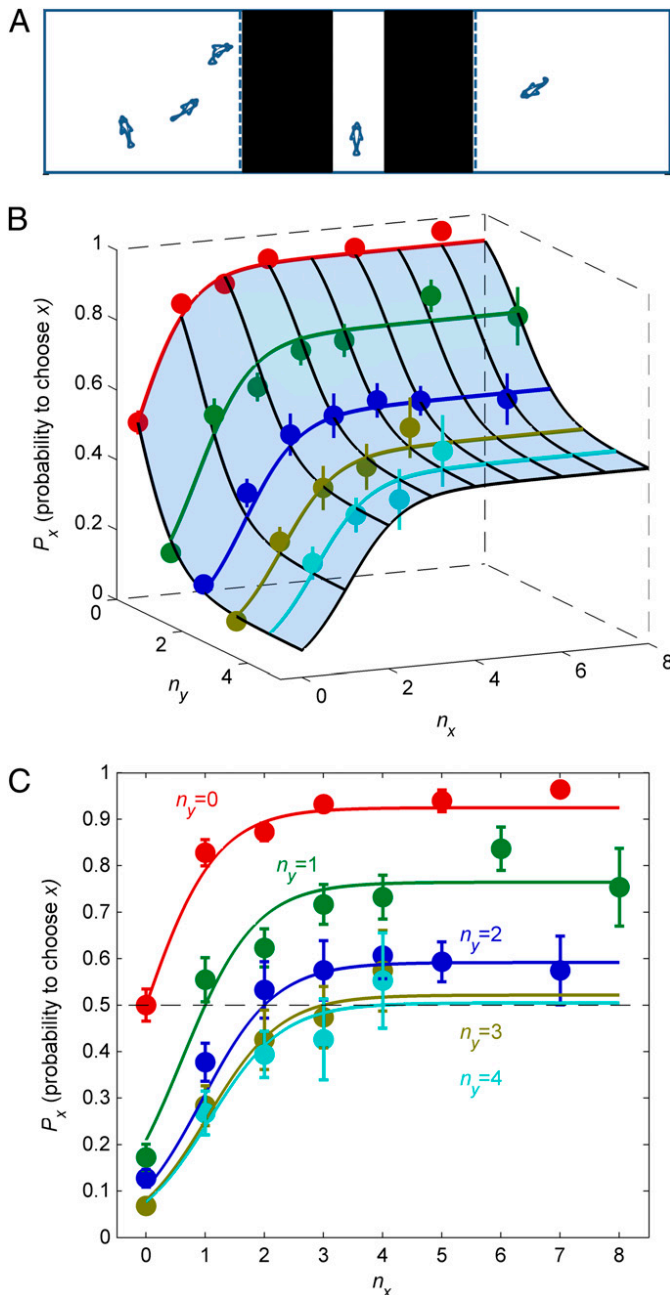 A
B
P_x (probability to choose x)
1
0.8
0.6
0.4
0.2
0
0
2
4
n_y
0
2
4
6
8
n_x
C
P_x (probability to choose x)
1
0.9
0.8
0.7
0.6
0.5
0.4
0.3
0.2
0.1
0
n_y=0
n_y=1
n_y=2
n_y=3
n_y=4
0 1 2 3 4 5 6 7 8
n_x